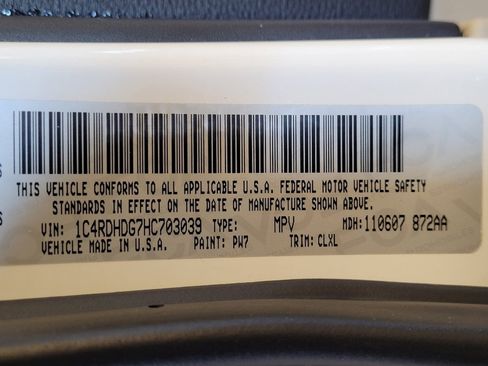 THIS VEHICLE CONFORMS TO ALL APPLICABLE U.S.A. FEDERAL MOTOR VEHICLE SAFETY
STANDARDS IN EFFECT ON THE DATE OF MANUFACTURE SHOWN ABOVE.
VIN: 1C4RDHDG7HC703039 TYPE: MPV MDH:110607 872AA
VEHICLE MADE IN U.S.A. PAINT: PW7 TRIM: CLXL